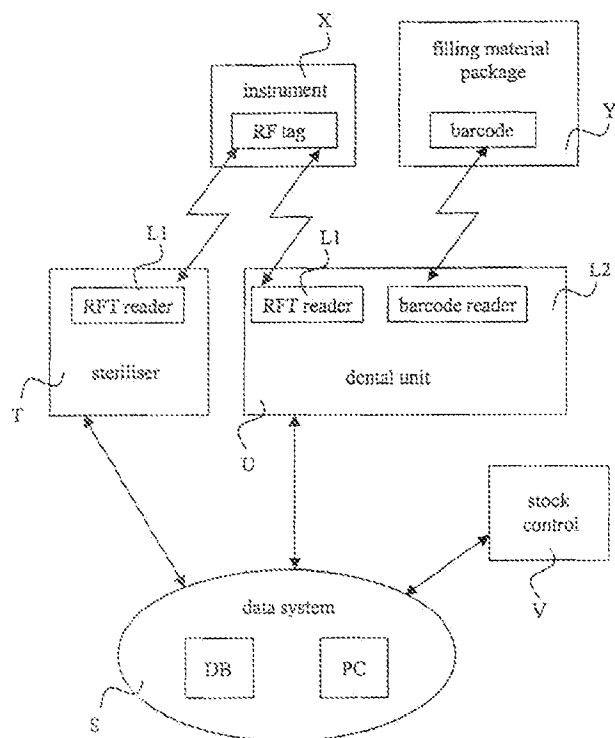 X
filling material
package
instrument
RF tag
barcode
Y
L1
L1
L2
RFT reader
RFT reader
barcode reader
steriliser
dental unit
T
U
stock
control
V
data system
DB
PC
S